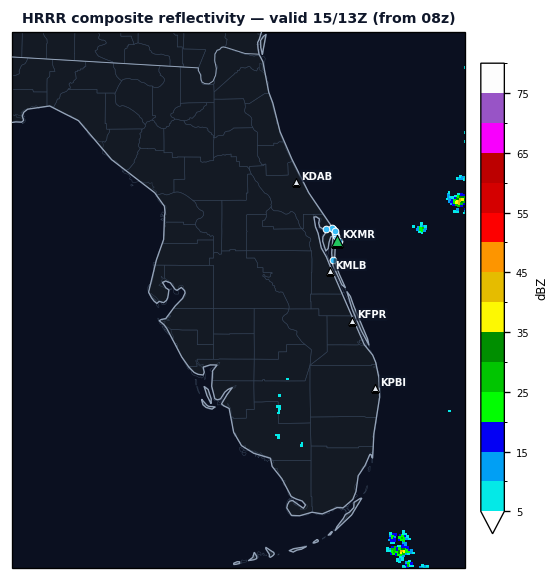 HRRR composite reflectivity — valid 15/13Z (from 08z)
KDAB
KXMR
KMLB
KFPR
KPBI
75
65
55
45
35
25
15
5
dBZ